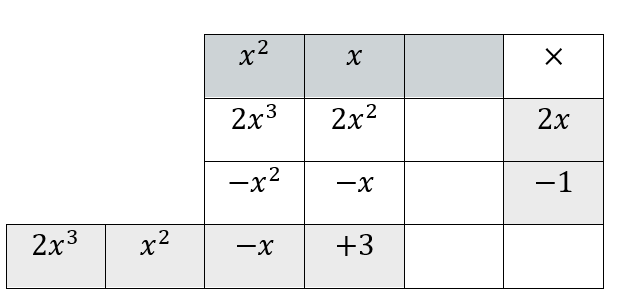 x² x ×
2x³ 2x² 2x
−x² −x −1
2x³ x² −x +3